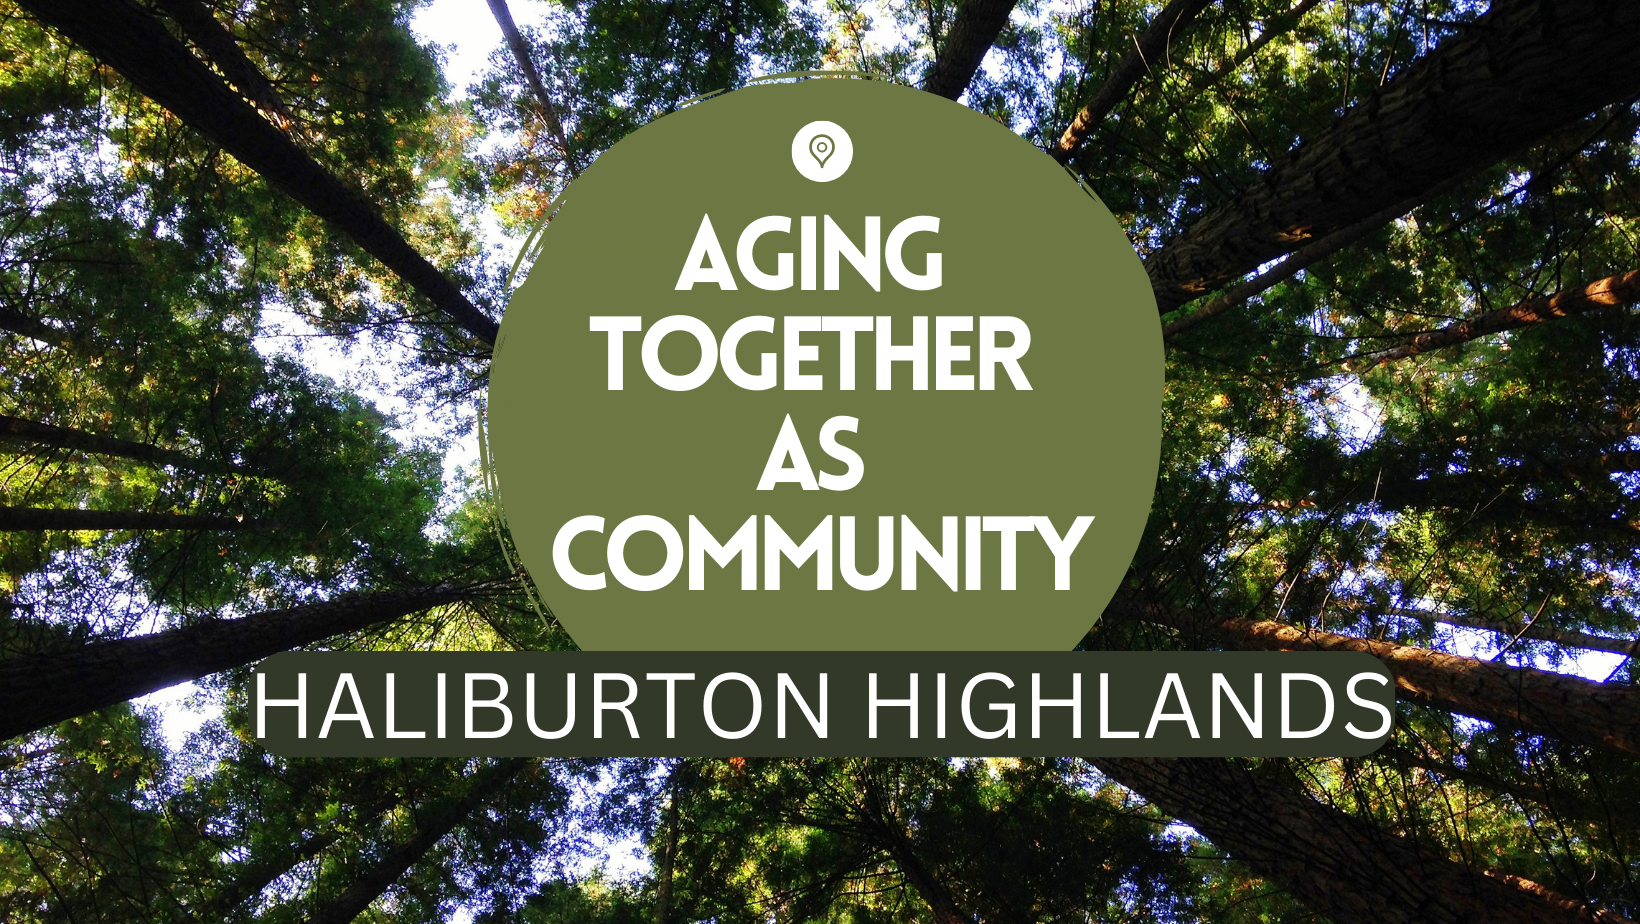 AGING
TOGETHER
AS
COMMUNITY
HALIBURTON HIGHLANDS